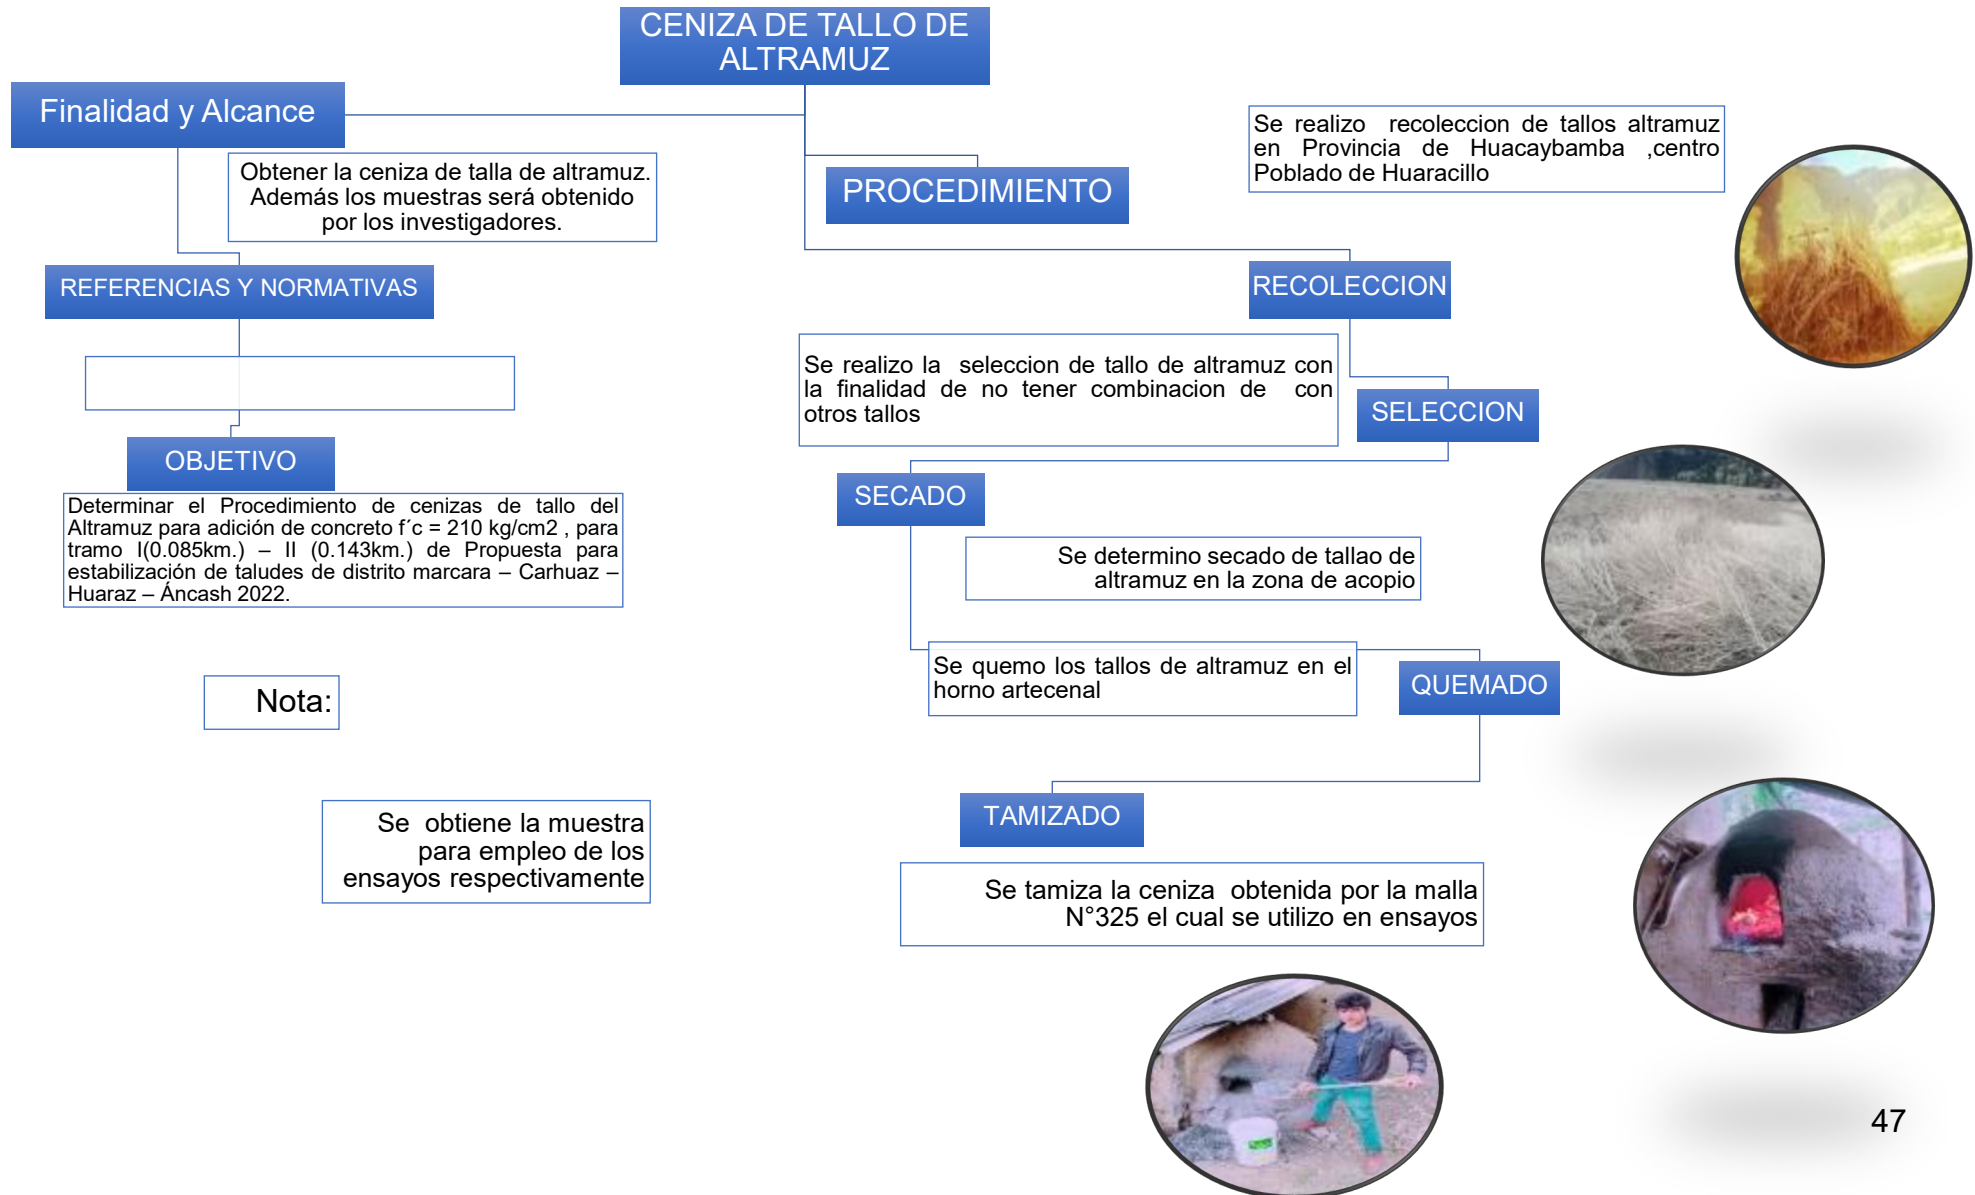 CENIZA DE TALLO DE
ALTRAMUZ
Finalidad y Alcance
Obtener la ceniza de talla de altramuz.
Además los muestras será obtenido
por los investigadores.
REFERENCIAS Y NORMATIVAS
OBJETIVO
Determinar el Procedimiento de cenizas de tallo del
Altramuz para adición de concreto f´c = 210 kg/cm2 , para
tramo I(0.085km.) – II (0.143km.) de Propuesta para
estabilización de taludes de distrito marcara – Carhuaz –
Huaraz – Áncash 2022.
Nota:
Se obtiene la muestra
para empleo de los
ensayos respectivamente
PROCEDIMIENTO
Se realizo recoleccion de tallos altramuz
en Provincia de Huacaybamba ,centro
Poblado de Huaracillo
RECOLECCION
Se realizo la seleccion de tallo de altramuz con
la finalidad de no tener combinacion de con
otros tallos
SELECCION
SECADO
Se determino secado de tallao de
altramuz en la zona de acopio
Se quemo los tallos de altramuz en el
horno artecenal
QUEMADO
TAMIZADO
Se tamiza la ceniza obtenida por la malla
N°325 el cual se utilizo en ensayos
47